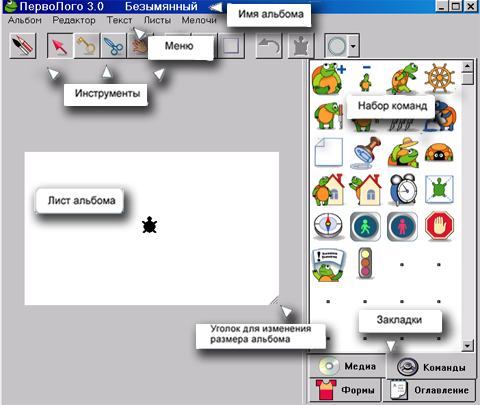 ПервоЛого 3.0 Безымянный
Имя альбома
Альбом Редактор Текст Листы Мелочи
Меню
Инструменты
Набор команд
Лист альбома
Уголок для изменения
размера альбома
Закладки
Медиа
Команды
Формы
Оглавление